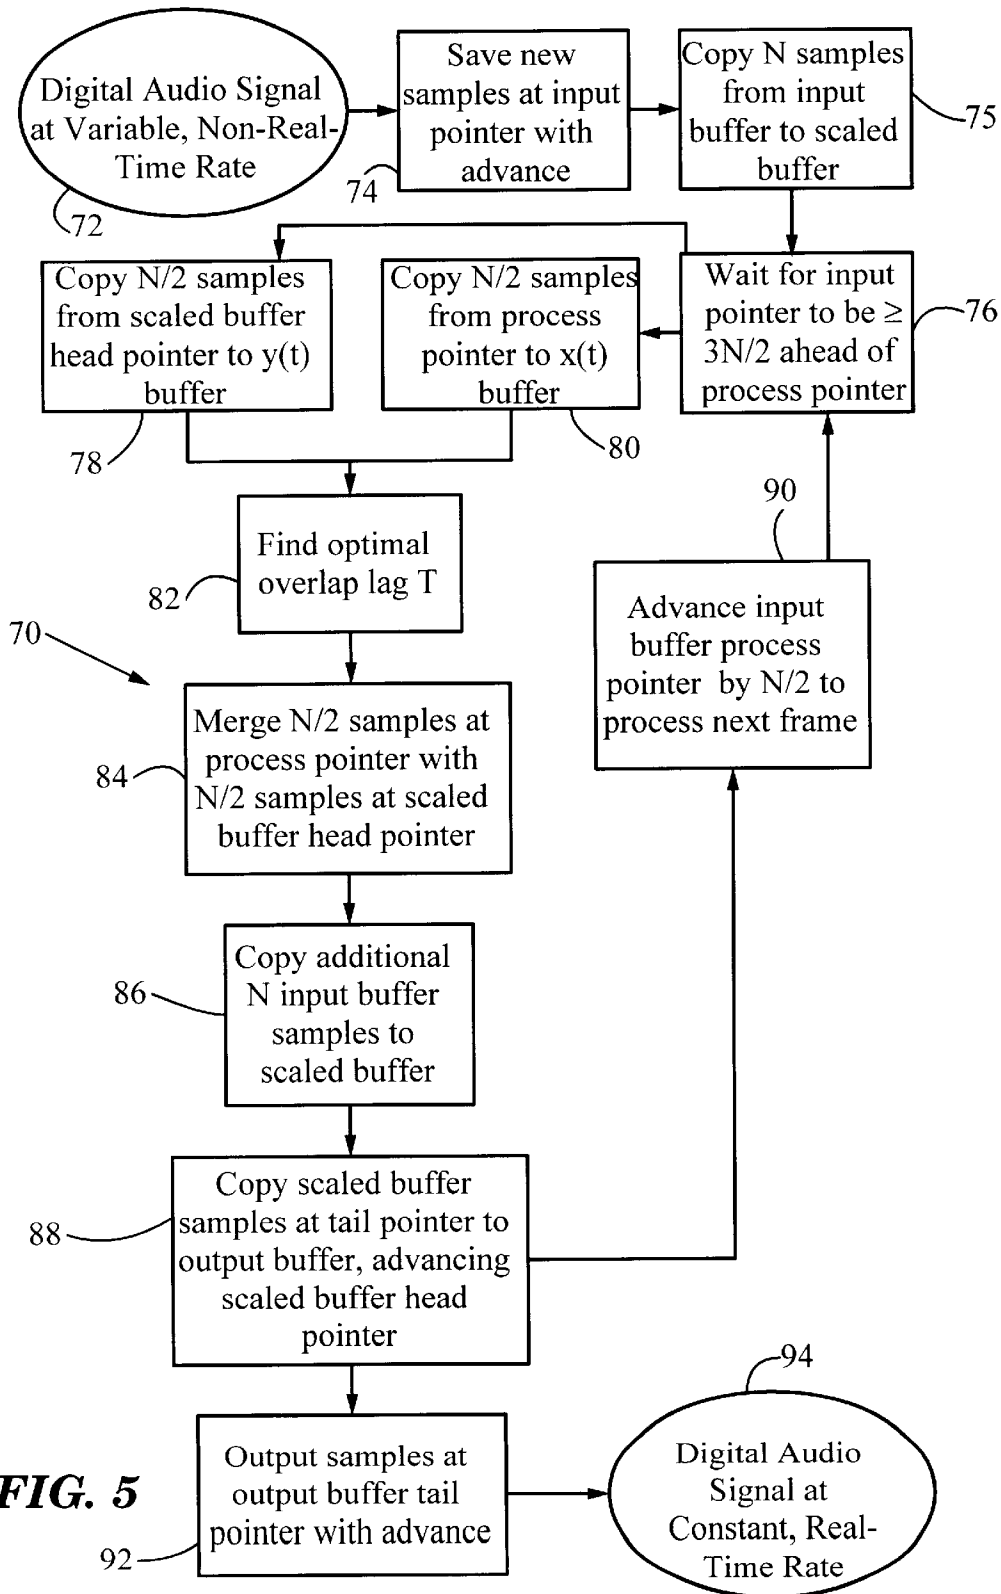 Digital Audio Signal
at Variable, Non-Real-
Time Rate
72
Save new
samples at input
pointer with
advance
74
Copy N samples
from input
buffer to scaled
buffer
75
Copy N/2 samples
from scaled buffer
head pointer to y(t)
buffer
78
Copy N/2 samples
from process
pointer to x(t)
buffer
80
Wait for input
pointer to be ≥
3N/2 ahead of
process pointer
76
Find optimal
overlap lag T
82
90
Advance input
buffer process
pointer by N/2 to
process next frame
70
Merge N/2 samples at
process pointer with
N/2 samples at scaled
buffer head pointer
84
Copy additional
N input buffer
samples to
scaled buffer
86
Copy scaled buffer
samples at tail pointer to
output buffer, advancing
scaled buffer head
pointer
88
Output samples at
output buffer tail
pointer with advance
92
94
Digital Audio
Signal at
Constant, Real-
Time Rate
FIG. 5